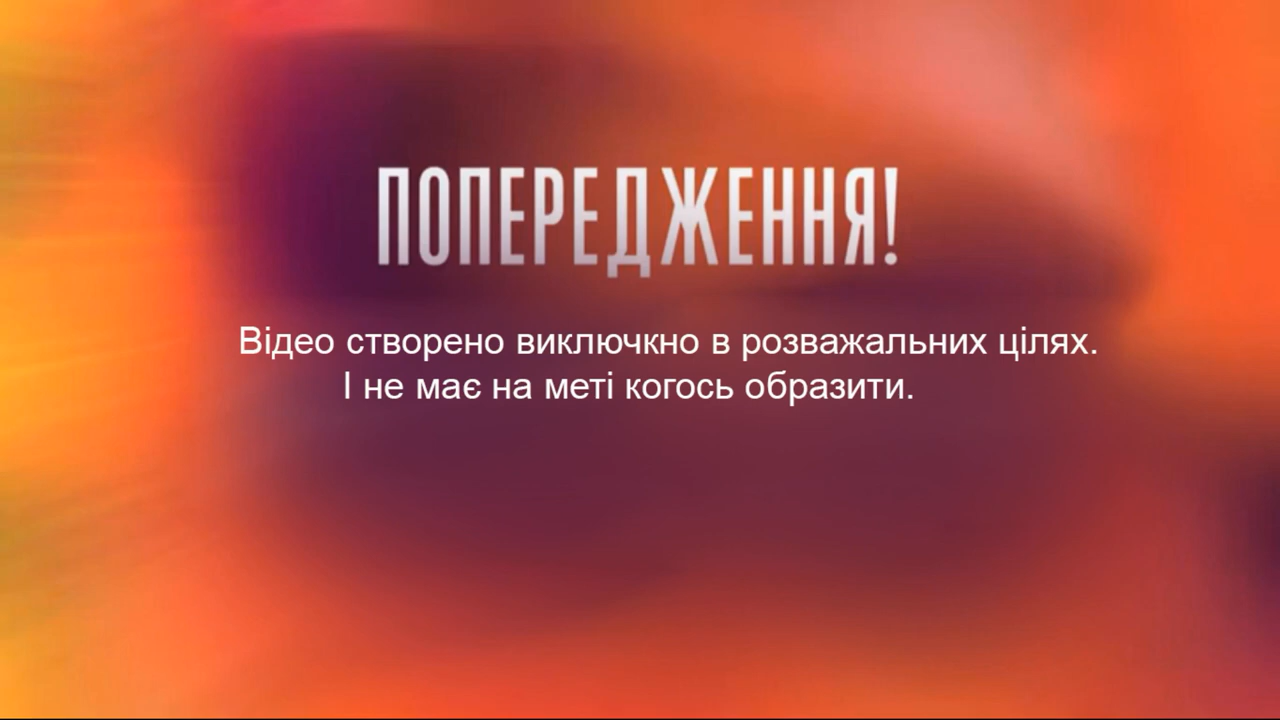 ПОПЕРЕДЖЕННЯ!
Відео створено виключкно в розважальних цілях.
І не має на меті когось образити.